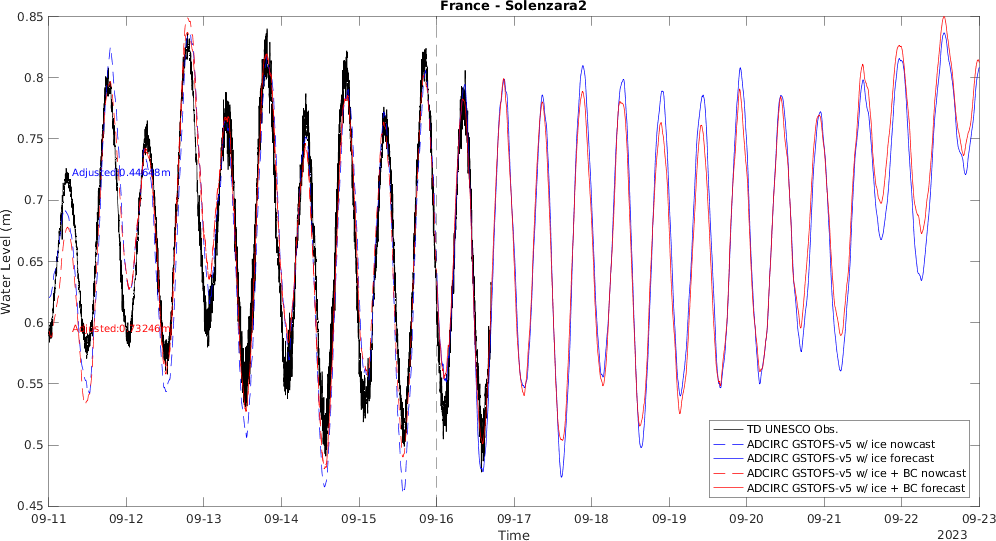 France - Solenzara2
0.85
0.8
0.75
0.7
0.65
0.6
0.55
0.5
0.45
Water Level (m)
Adjusted:0.44648m
Adjusted:0.73246m
TD UNESCO Obs.
ADCIRC GSTOFS-v5 w/ ice nowcast
ADCIRC GSTOFS-v5 w/ ice forecast
ADCIRC GSTOFS-v5 w/ ice + BC nowcast
ADCIRC GSTOFS-v5 w/ ice + BC forecast
09-11 09-12 09-13 09-14 09-15 09-16 09-17 09-18 09-19 09-20 09-21 09-22 09-23
Time
2023